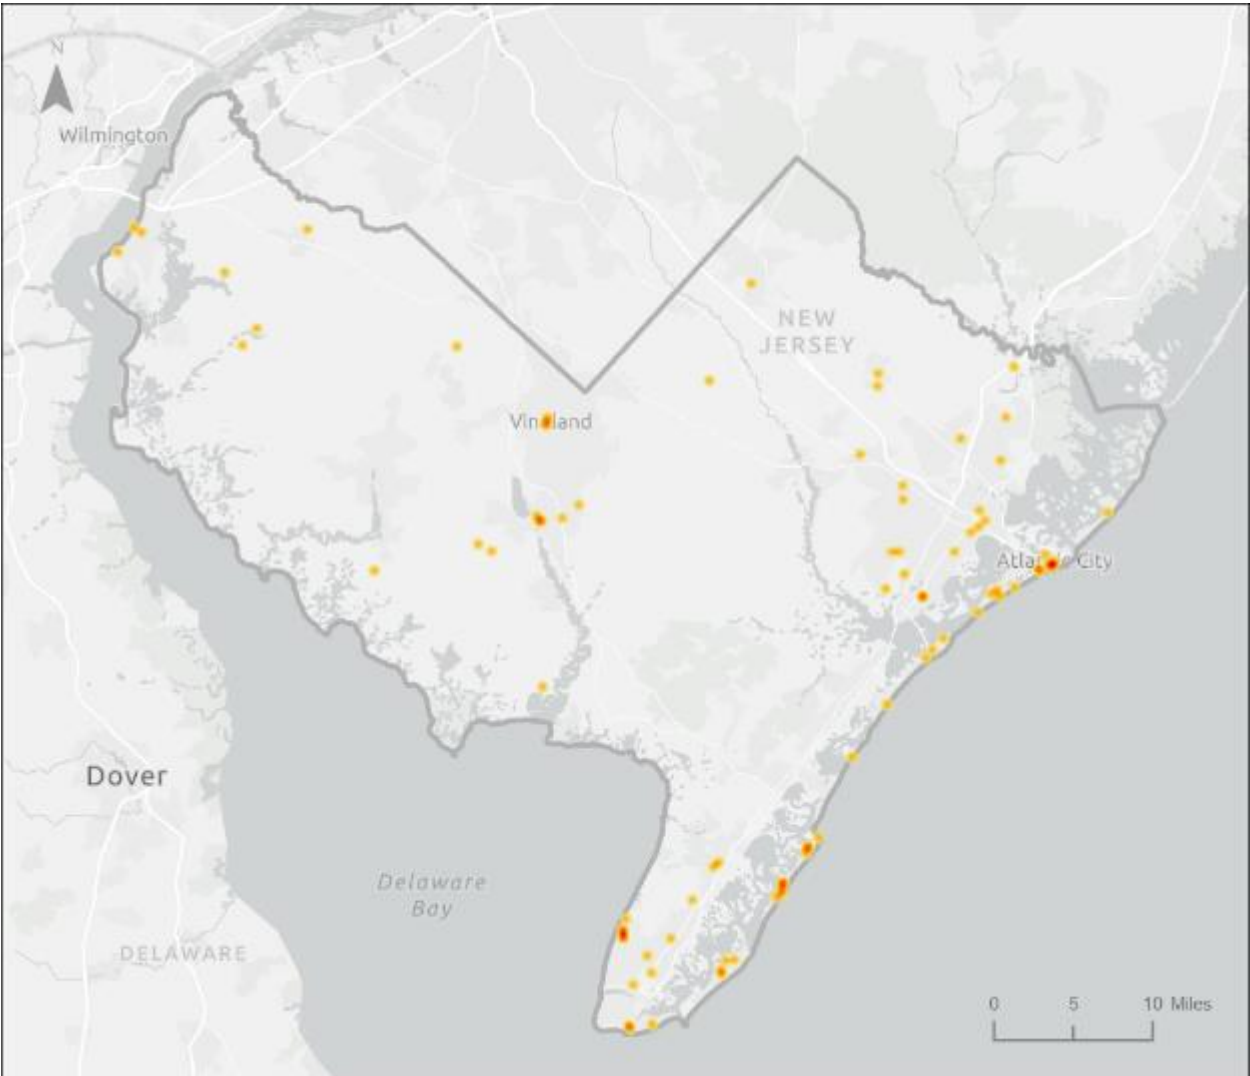 N
Wilmington
NEW
JERSEY
Vineland
Atlantic City
Dover
Delaware
Bay
DELAWARE
0 5 10 Miles